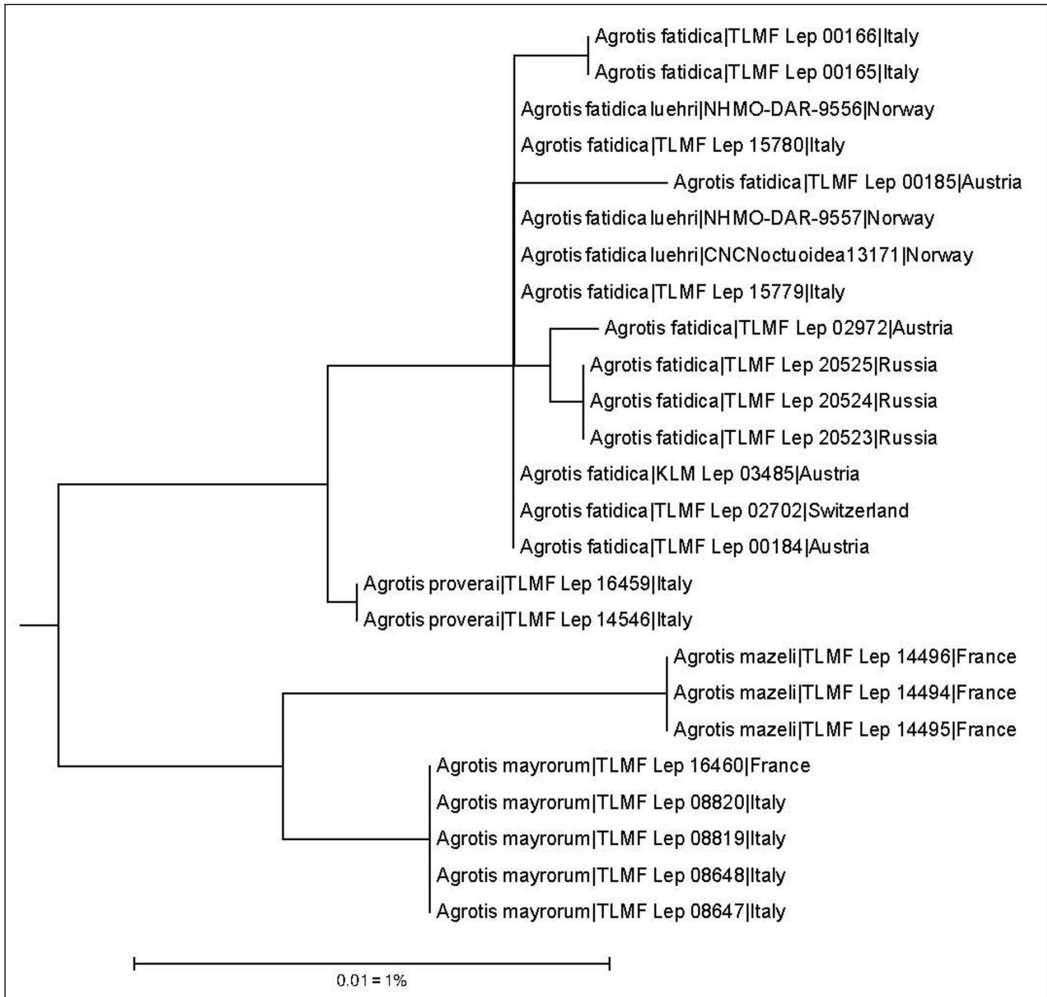 Agrotis fatidica|TLMF Lep 00166|Italy
Agrotis fatidica|TLMF Lep 00165|Italy
Agrotis fatidica luehri|NHMO-DAR-9556|Norway
Agrotis fatidica|TLMF Lep 15780|Italy
Agrotis fatidica|TLMF Lep 00185|Austria
Agrotis fatidica luehri|NHMO-DAR-9557|Norway
Agrotis fatidica luehri|CNCNoctuoidea13171|Norway
Agrotis fatidica|TLMF Lep 15779|Italy
Agrotis fatidica|TLMF Lep 02972|Austria
Agrotis fatidica|TLMF Lep 20525|Russia
Agrotis fatidica|TLMF Lep 20524|Russia
Agrotis fatidica|TLMF Lep 20523|Russia
Agrotis fatidica|KLM Lep 03485|Austria
Agrotis fatidica|TLMF Lep 02702|Switzerland
Agrotis fatidica|TLMF Lep 00184|Austria
Agrotis proverai|TLMF Lep 16459|Italy
Agrotis proverai|TLMF Lep 14546|Italy
Agrotis mazeli|TLMF Lep 14496|France
Agrotis mazeli|TLMF Lep 14494|France
Agrotis mazeli|TLMF Lep 14495|France
Agrotis mayrorum|TLMF Lep 16460|France
Agrotis mayrorum|TLMF Lep 08820|Italy
Agrotis mayrorum|TLMF Lep 08819|Italy
Agrotis mayrorum|TLMF Lep 08648|Italy
Agrotis mayrorum|TLMF Lep 08647|Italy
0.01 = 1%